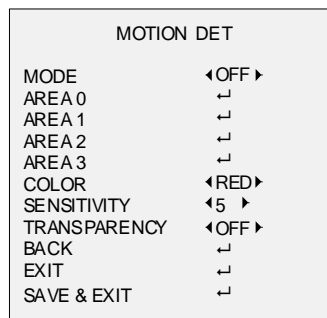 MOTION DET
MODE ◂OFF▸
AREA 0 ↵
AREA 1 ↵
AREA 2 ↵
AREA 3 ↵
COLOR ◂RED▸
SENSITIVITY ◂5 ▸
TRANSPARENCY ◂OFF▸
BACK ↵
EXIT ↵
SAVE & EXIT ↵